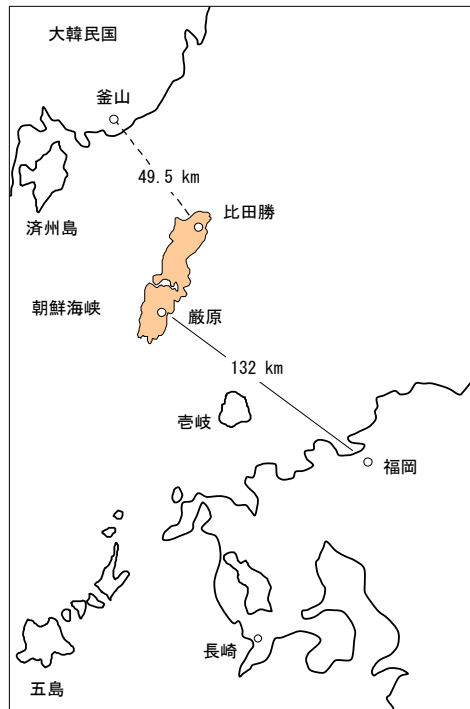 大韓民国
釜山
49.5 km
済州島
比田勝
朝鮮海峡
厳原
132 km
壱岐
福岡
長崎
五島